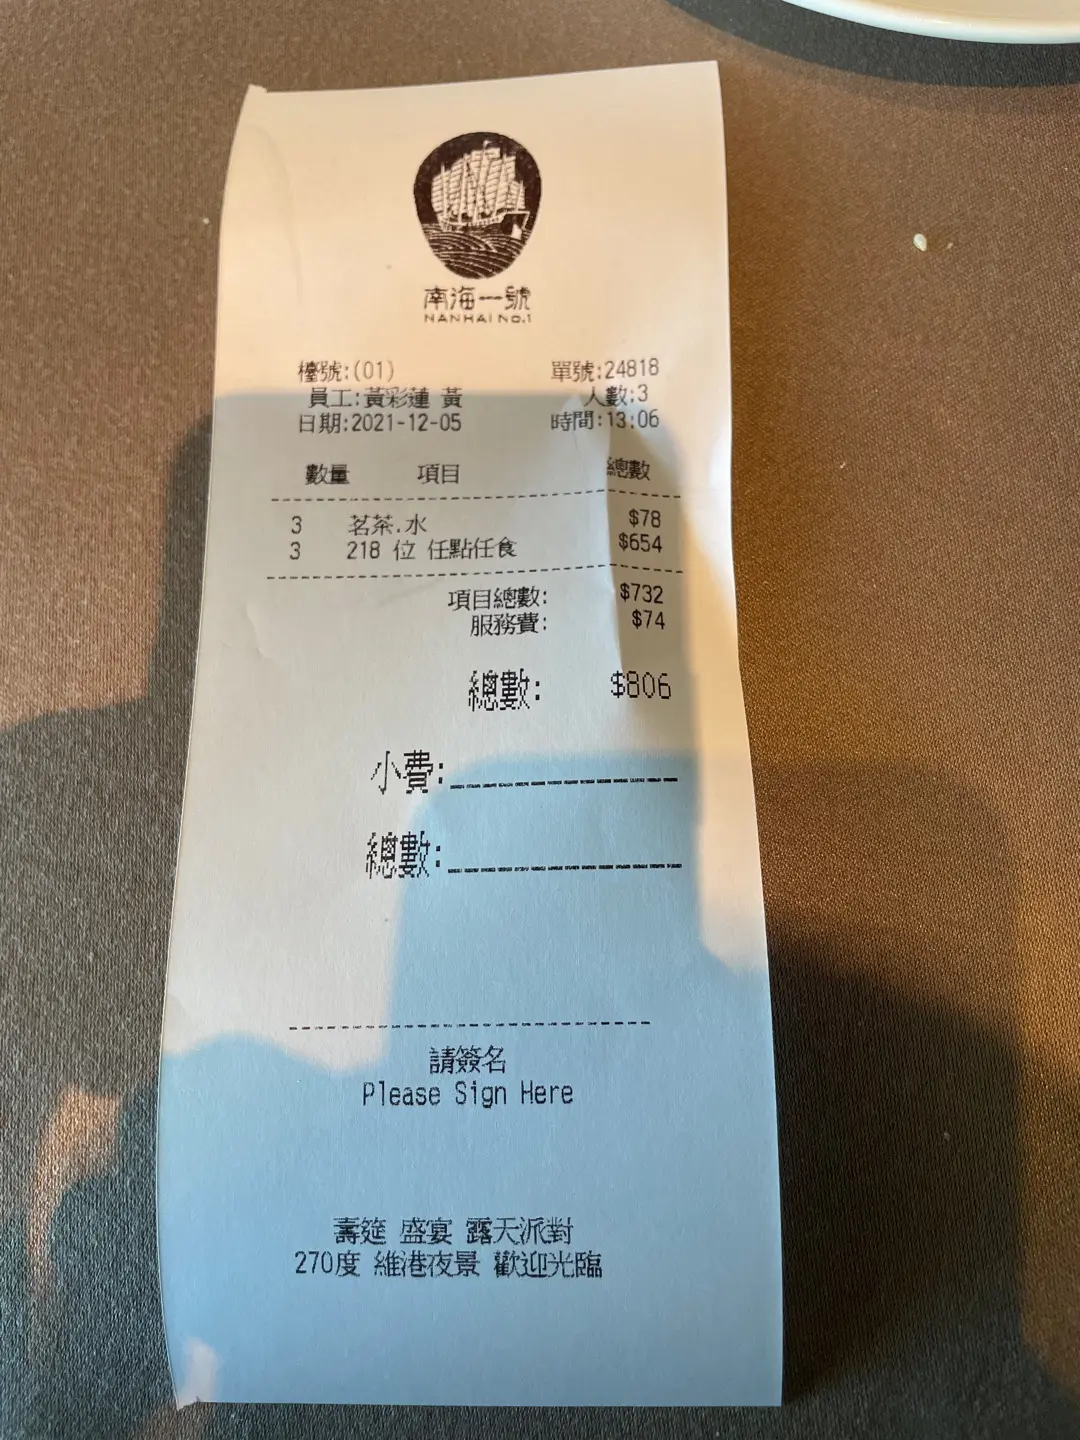 南海一號
NANHAI No.1
檯號:(01) 單號:24818
員工:黃彩蓮 黃 人數:3
日期:2021-12-05 時間:13:06
數量 項目 總數
3 茗茶.水 $78
3 218 位 任點任食 $654
項目總數: $732
服務費: $74
總數: $806
小費:
總數:
請簽名
Please Sign Here
壽筵 盛宴 露天派對
270度 維港夜景 歡迎光臨